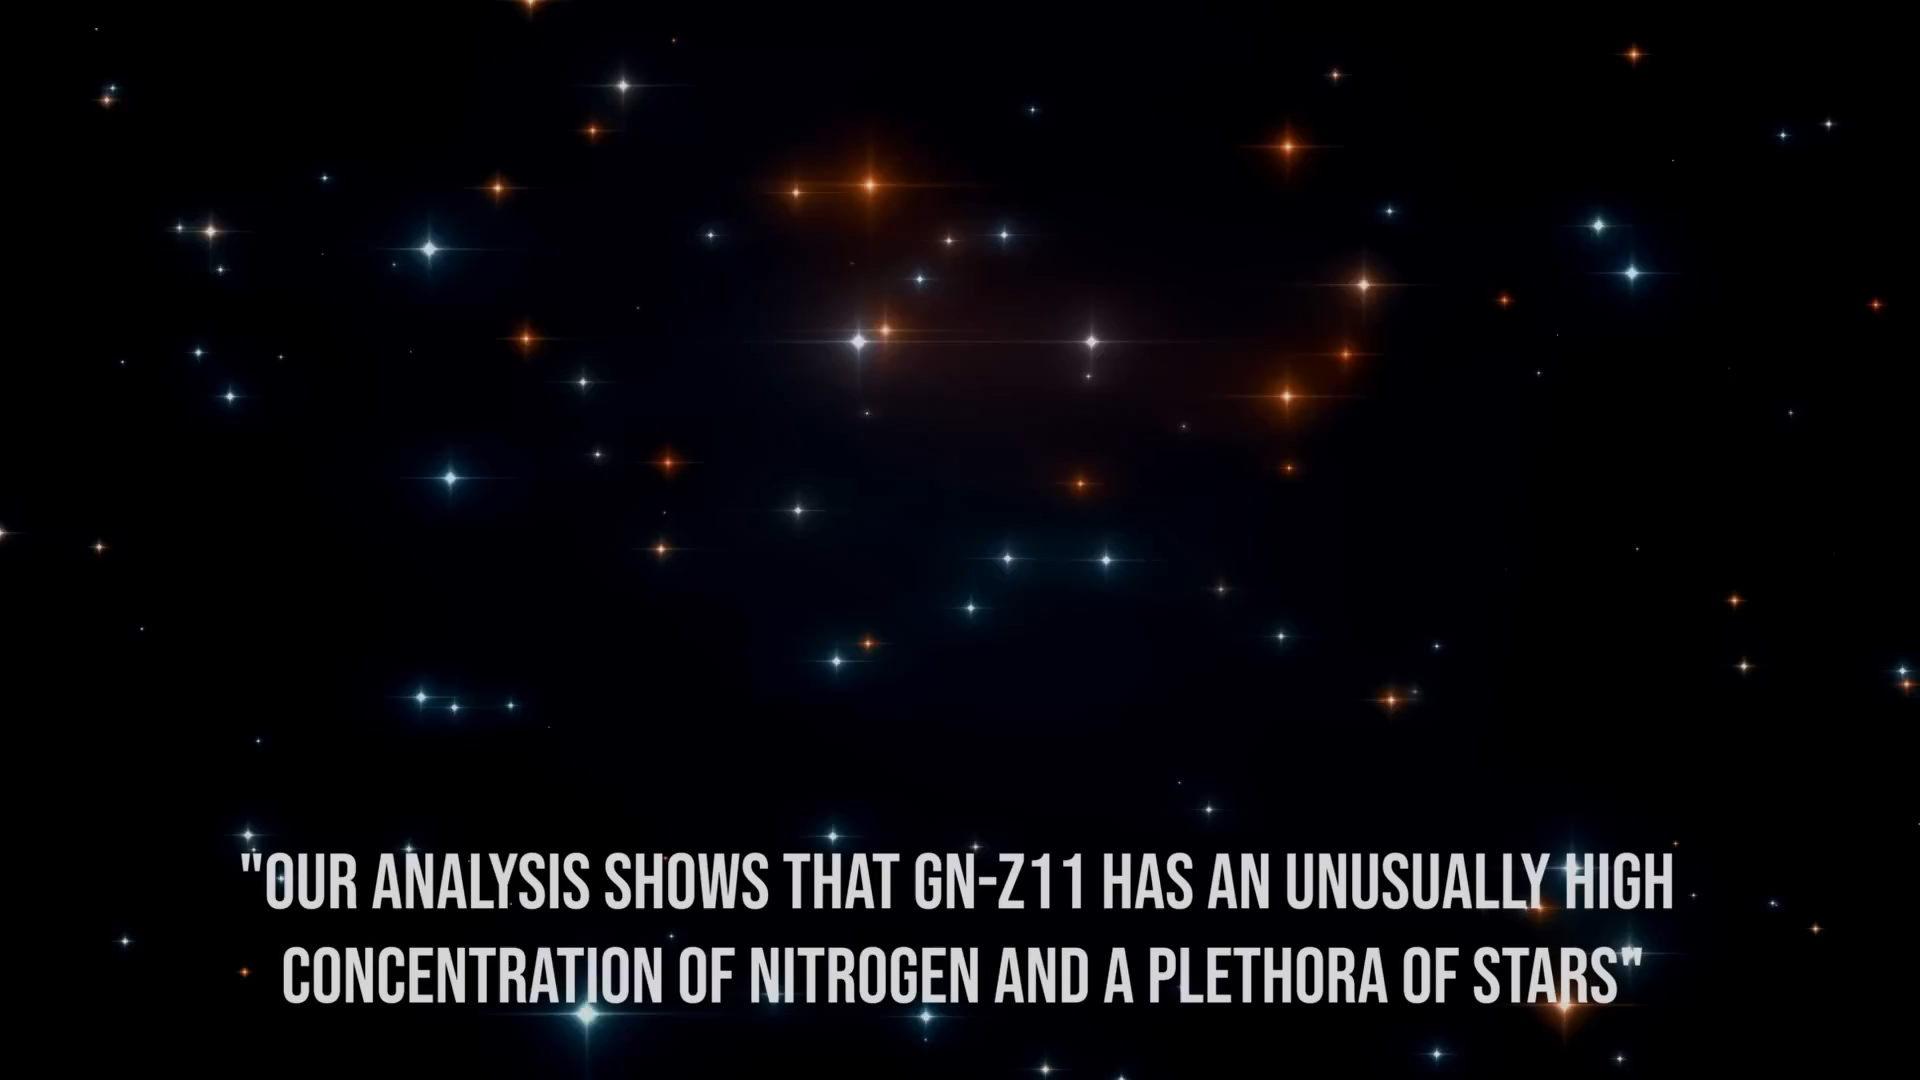 "OUR ANALYSIS SHOWS THAT GN-Z11 HAS AN UNUSUALLY HIGH
CONCENTRATION OF NITROGEN AND A PLETHORA OF STARS"